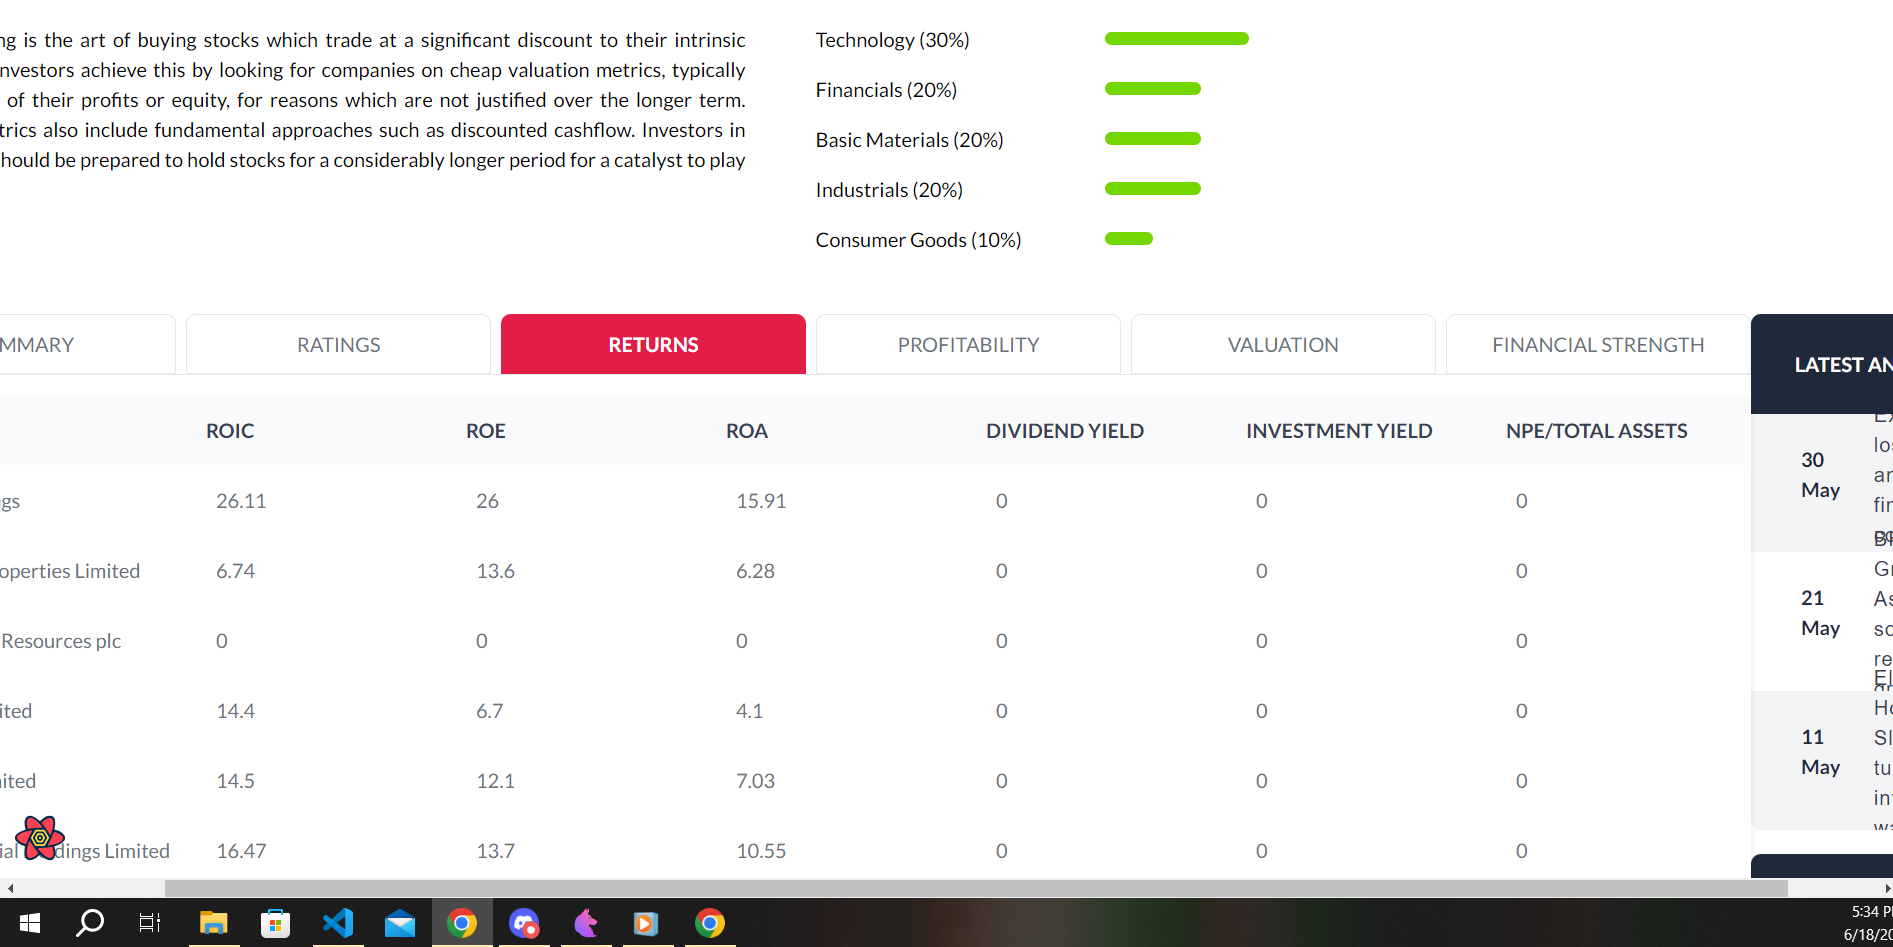 ng is the art of buying stocks which trade at a significant discount to their intrinsic
nvestors achieve this by looking for companies on cheap valuation metrics, typically
of their profits or equity, for reasons which are not justified over the longer term.
trics also include fundamental approaches such as discounted cashflow. Investors in
hould be prepared to hold stocks for a considerably longer period for a catalyst to play
Technology (30%)
Financials (20%)
Basic Materials (20%)
Industrials (20%)
Consumer Goods (10%)
MMARY RATINGS RETURNS PROFITABILITY VALUATION FINANCIAL STRENGTH
ROIC ROE ROA DIVIDEND YIELD INVESTMENT YIELD NPE/TOTAL ASSETS
gs 26.11 26 15.91 0 0 0
operties Limited 6.74 13.6 6.28 0 0 0
Resources plc 0 0 0 0 0 0
ited 14.4 6.7 4.1 0 0 0
ited 14.5 12.1 7.03 0 0 0
ial dings Limited 16.47 13.7 10.55 0 0 0
LATEST AN
30 May
los
an
fin
21 May
Gr
As
so
re
11 May
Ho
Sl
tu
int
wa
5:34 P
6/18/20